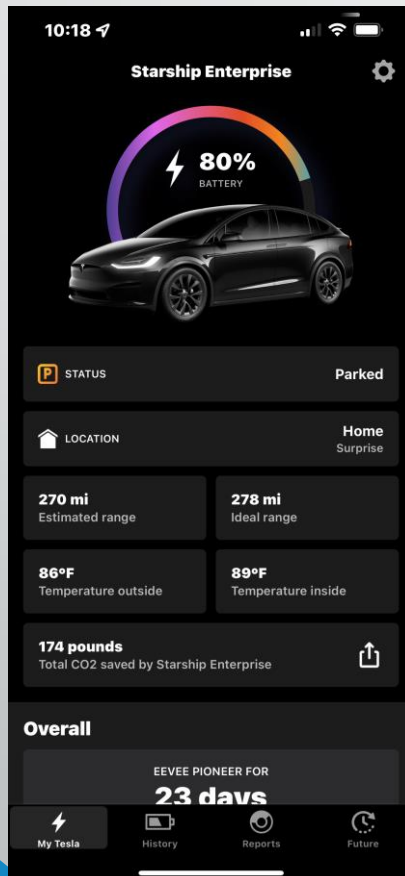 10:18
Starship Enterprise
80%
BATTERY
P STATUS
Parked
LOCATION
Home
Surprise
270 mi
Estimated range
278 mi
Ideal range
86°F
Temperature outside
89°F
Temperature inside
174 pounds
Total CO2 saved by Starship Enterprise
Overall
EEVEE PIONEER FOR
23 days
My Tesla
History
Reports
Future